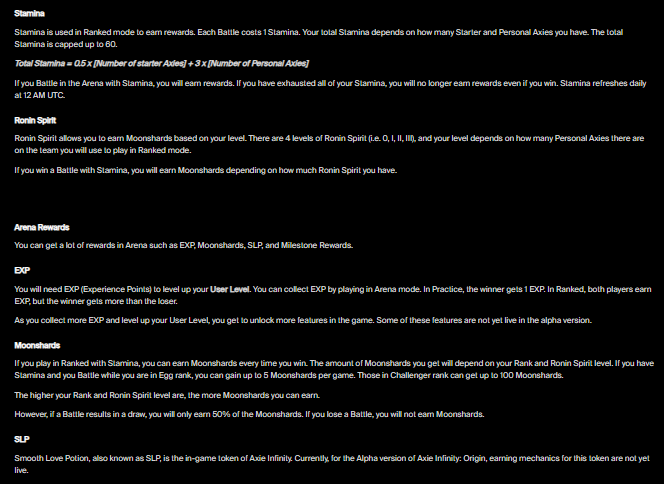 Stamina
Stamina is used in Ranked mode to earn rewards. Each Battle costs 1 Stamina. Your total Stamina depends on how many Starter and Personal Axies you have. The total
Stamina is capped up to 60.
Total Stamina = 0.5 x [Number of starter Axies] + 3 x [Number of Personal Axies]
If you Battle in the Arena with Stamina, you will earn rewards. If you have exhausted all of your Stamina, you will no longer earn rewards even if you win. Stamina refreshes daily
at 12 AM UTC.
Ronin Spirit
Ronin Spirit allows you to earn Moonshards based on your level. There are 4 levels of Ronin Spirit (i.e. 0, I, II, III), and your level depends on how many Personal Axies there are
on the team you will use to play in Ranked mode.
If you win a Battle with Stamina, you will earn Moonshards depending on how much Ronin Spirit you have.
Arena Rewards
You can get a lot of rewards in Arena such as EXP, Moonshards, SLP, and Milestone Rewards.
EXP
You will need EXP (Experience Points) to level up your User Level. You can collect EXP by playing in Arena mode. In Practice, the winner gets 1 EXP. In Ranked, both players earn
EXP, but the winner gets more than the loser.
As you collect more EXP and level up your User Level, you get to unlock more features in the game. Some of these features are not yet live in the alpha version.
Moonshards
If you play in Ranked with Stamina, you can earn Moonshards every time you win. The amount of Moonshards you get will depend on your Rank and Ronin Spirit level. If you have
Stamina and you Battle while you are in Egg rank, you can gain up to 5 Moonshards per game. Those in Challenger rank can get up to 100 Moonshards.
The higher your Rank and Ronin Spirit level are, the more Moonshards you can earn.
However, if a Battle results in a draw, you will only earn 50% of the Moonshards. If you lose a Battle, you will not earn Moonshards.
SLP
Smooth Love Potion, also known as SLP, is the in-game token of Axie Infinity. Currently, for the Alpha version of Axie Infinity: Origin, earning mechanics for this token are not yet
live.